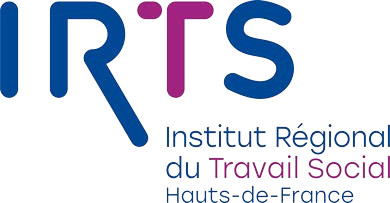 IRTS
Institut Régional
du Travail Social
Hauts-de-France